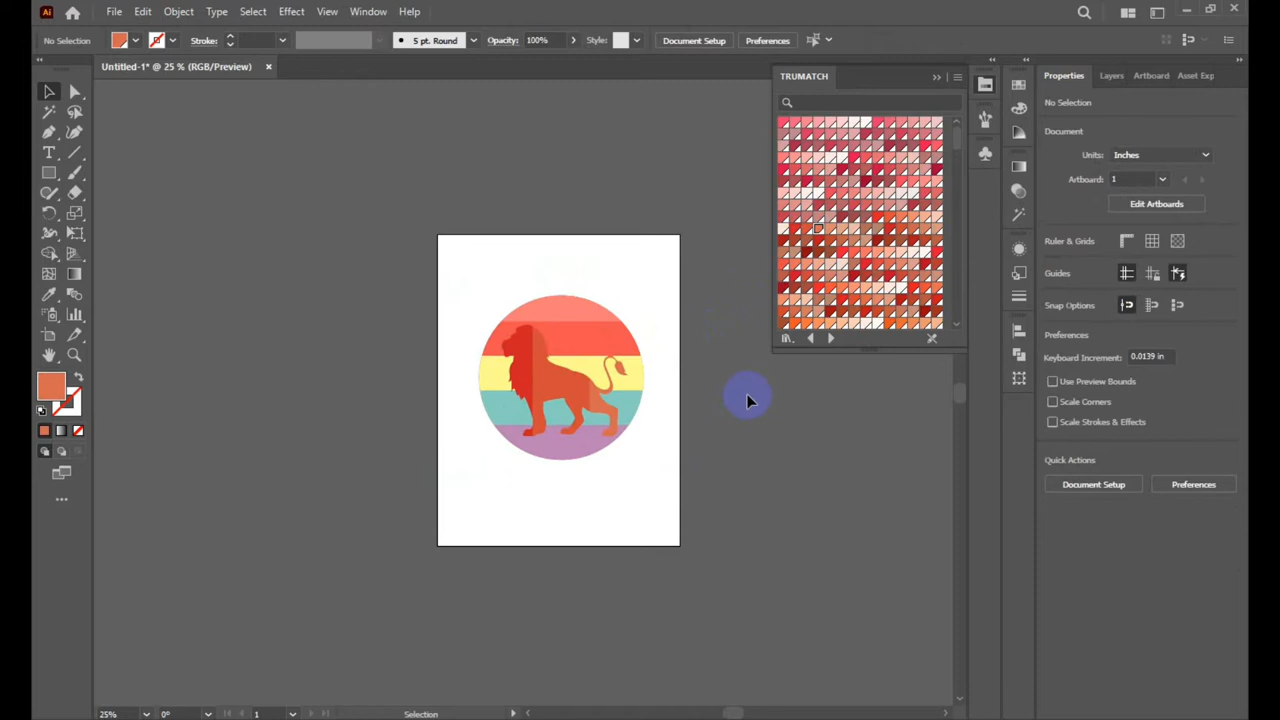 Ai File Edit Object Type Select Effect View Window Help
No Selection Stroke: 5 pt. Round Opacity: 100% Style: Document Setup Preferences
Untitled-1* @ 25 % (RGB/Preview)
TRUMATCH
Properties Layers Artboard Asset Exp
No Selection
Document
Units: Inches
Artboard: 1
Edit Artboards
Ruler & Grids
Guides
Snap Options
Preferences
Keyboard Increment: 0.0139 in
Use Preview Bounds
Scale Corners
Scale Strokes & Effects
Quick Actions
Document Setup Preferences
25% 0° 1 Selection